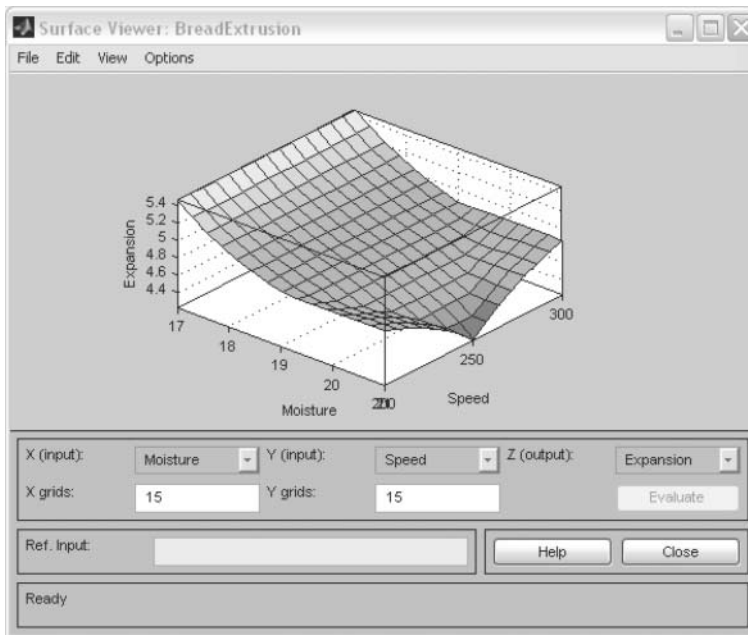 Surface Viewer: BreadExtrusion
File Edit View Options
5.4
5.2
5
4.8
4.6
4.4
Expansion
17
18
19
20
Moisture
250
300
Speed
X (input): Moisture Y (input): Speed Z (output): Expansion
X grids: 15 Y grids: 15 Evaluate
Ref. Input: Help Close
Ready